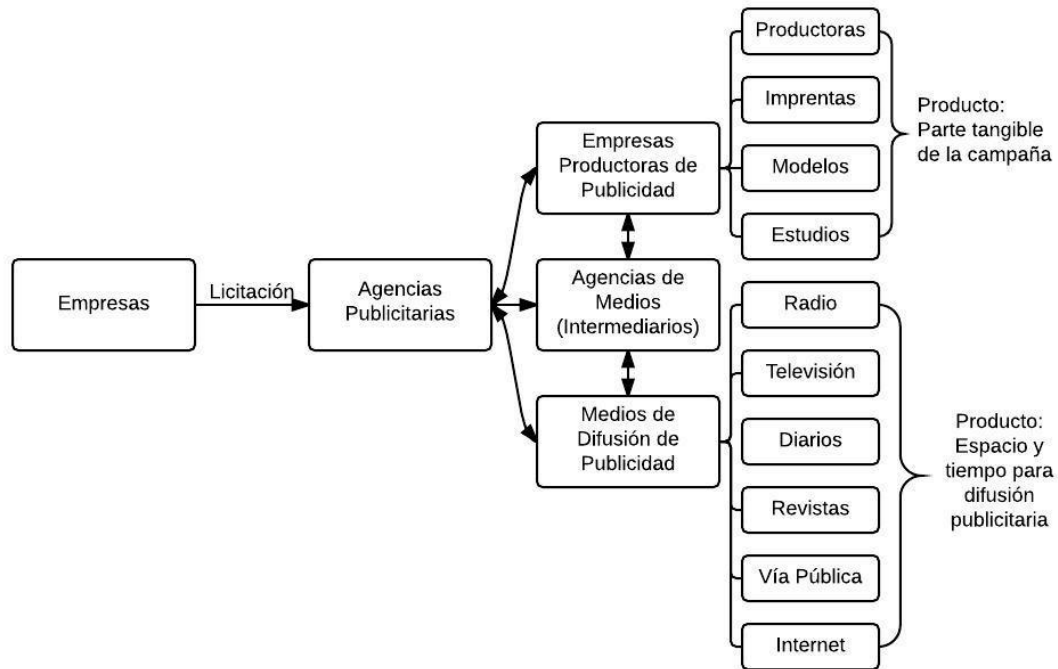 Empresas
Licitación
Agencias
Publicitarias
Empresas
Productoras de
Publicidad
Agencias de
Medios
(Intermediarios)
Medios de
Difusión de
Publicidad
Productoras
Imprentas
Modelos
Estudios
Producto:
Parte tangible
de la campaña
Radio
Televisión
Diarios
Revistas
Vía Pública
Internet
Producto:
Espacio y
tiempo para
difusión
publicitaria